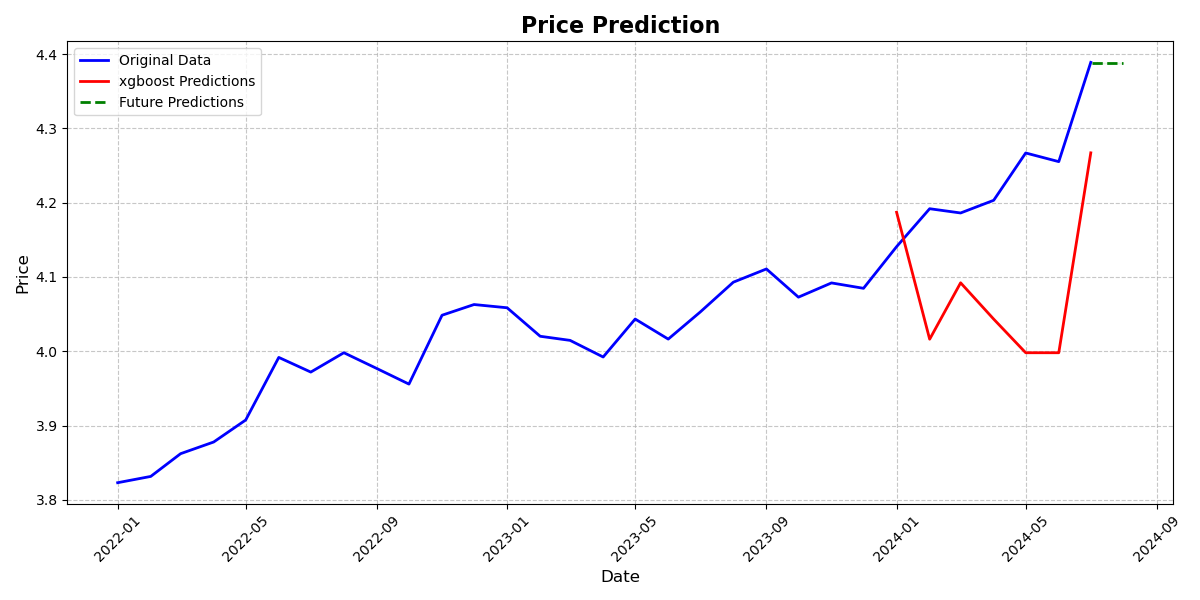 Price Prediction
Original Data
xgboost Predictions
Future Predictions
Price
4.4
4.3
4.2
4.1
4.0
3.9
3.8
2022-01
2022-05
2022-09
2023-01
2023-05
2023-09
2024-01
2024-05
2024-09
Date